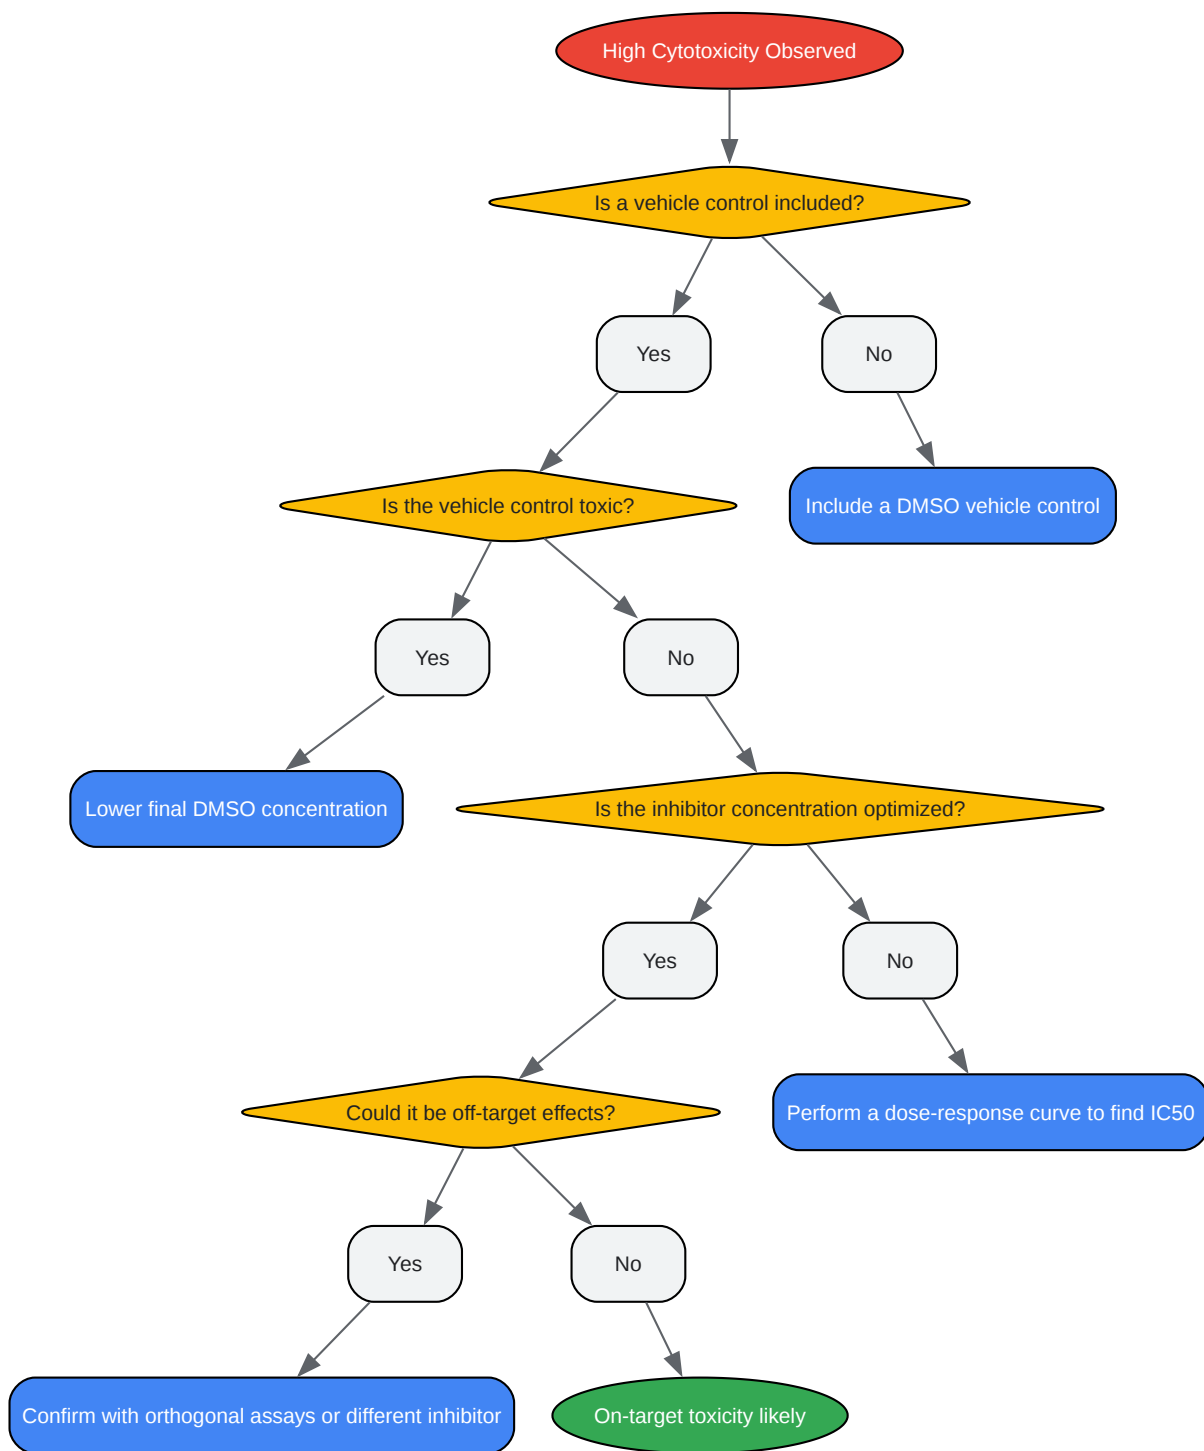 High Cytotoxicity Observed
Is a vehicle control included?
Yes
No
Is the vehicle control toxic?
Include a DMSO vehicle control
Yes
No
Lower final DMSO concentration
Is the inhibitor concentration optimized?
Yes
No
Could it be off-target effects?
Perform a dose-response curve to find IC50
Yes
No
Confirm with orthogonal assays or different inhibitor
On-target toxicity likely